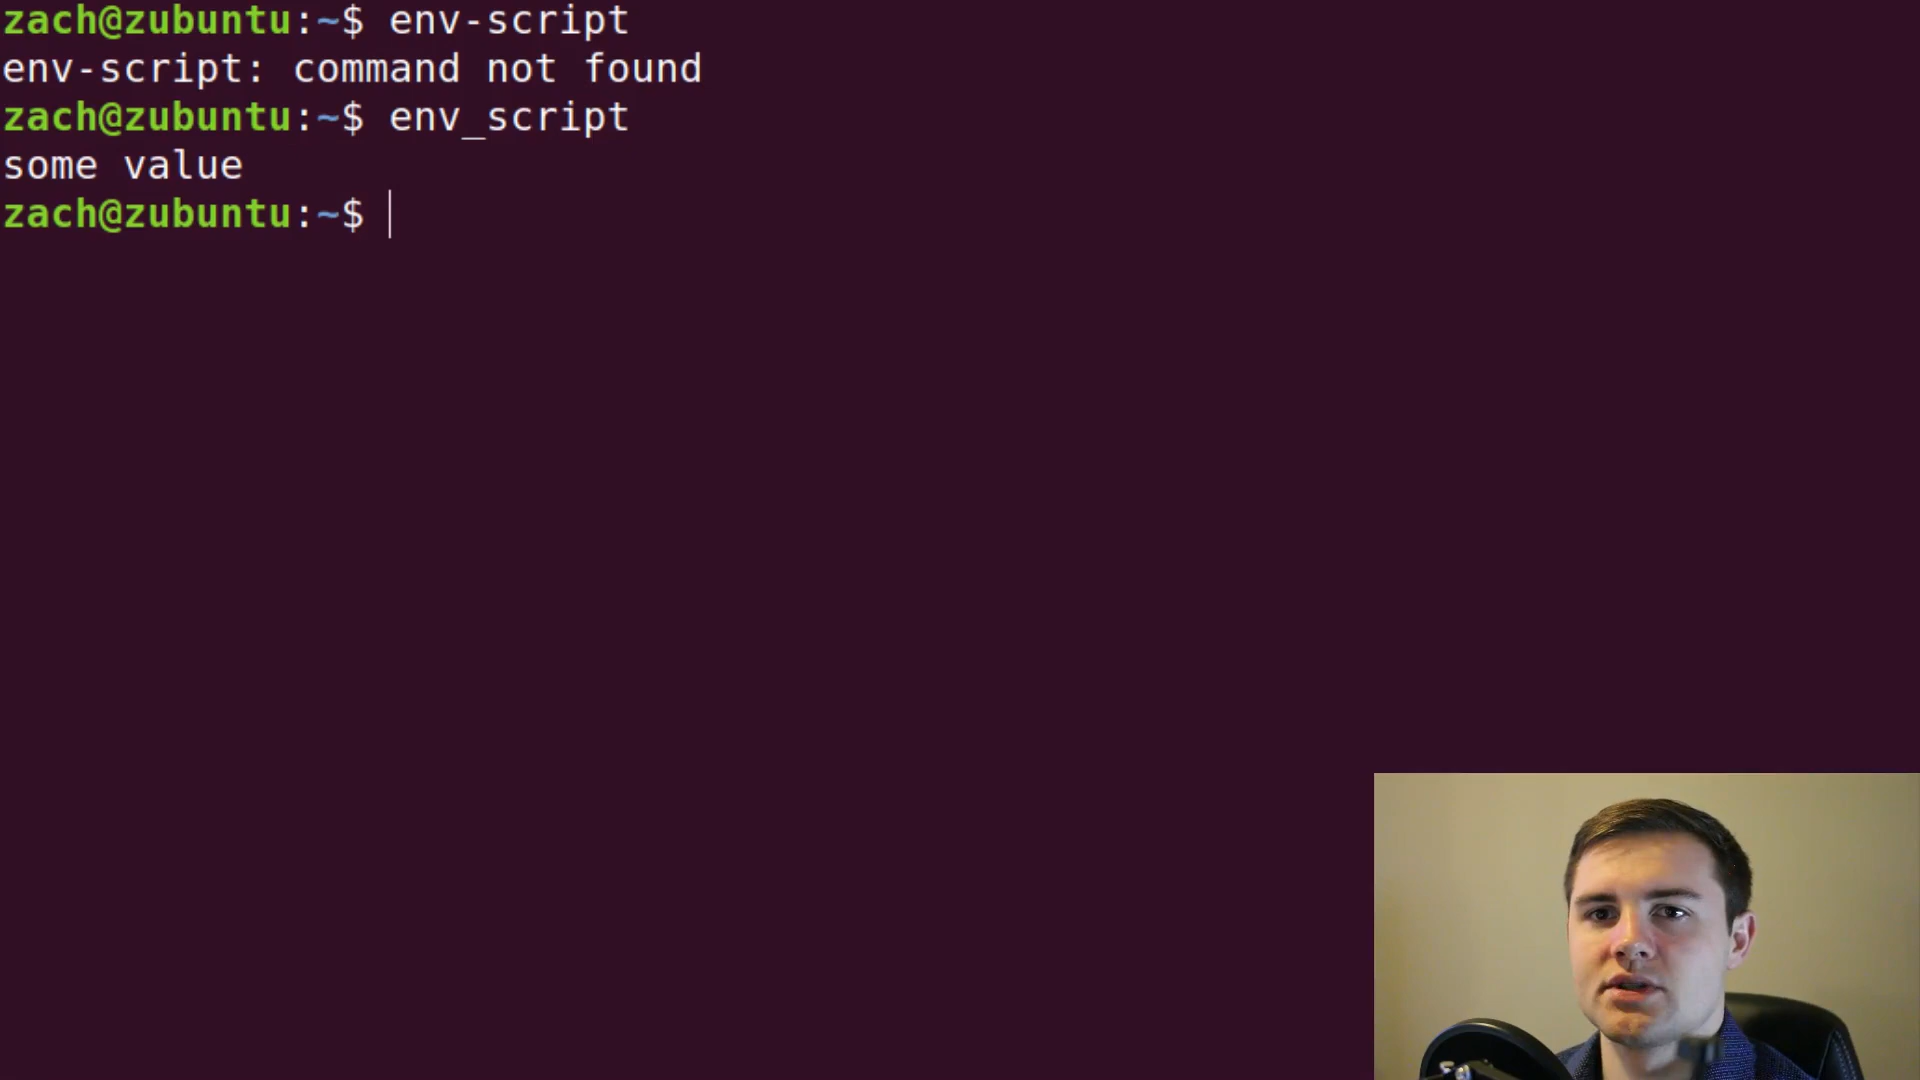 zach@zubuntu:~$ env-script
env-script: command not found
zach@zubuntu:~$ env_script
some value
zach@zubuntu:~$